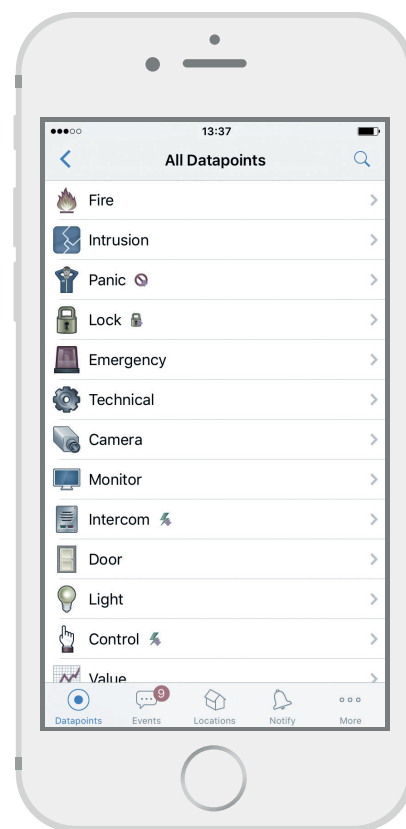 13:37
All Datapoints
Fire
Intrusion
Panic
Lock
Emergency
Technical
Camera
Monitor
Intercom
Door
Light
Control
Value
9
Datapoints Events Locations Notify More